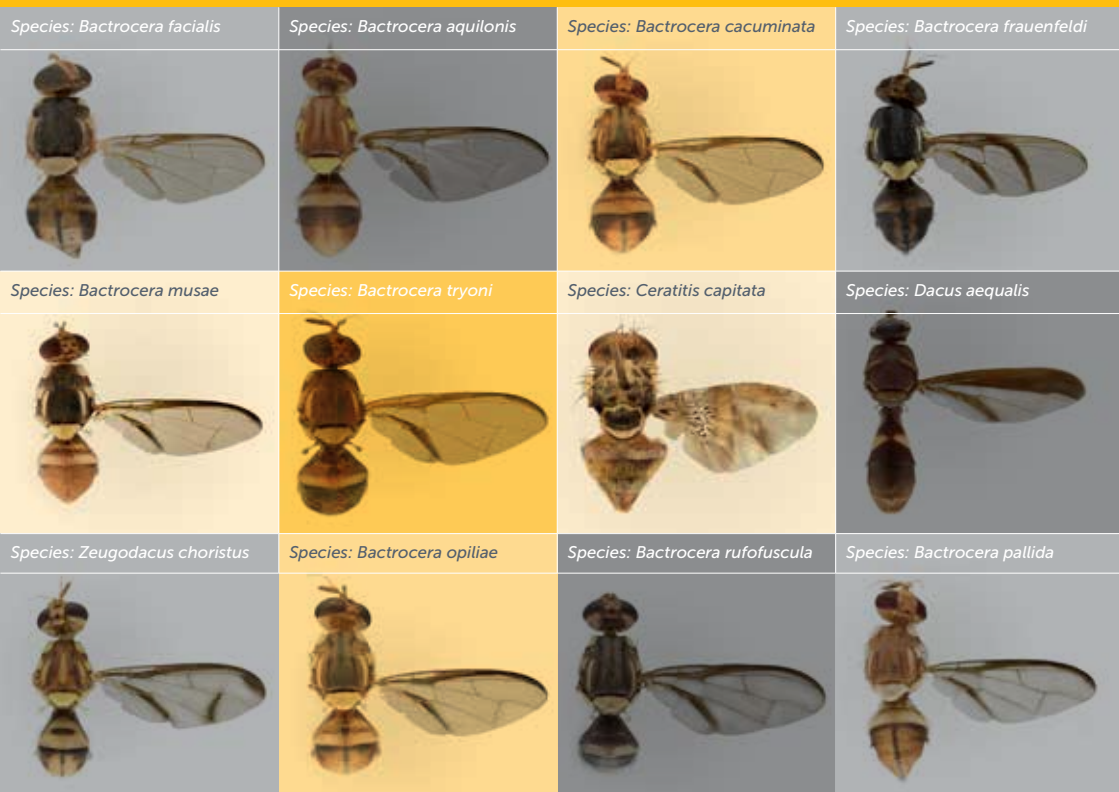 Species: Bactrocera facialis
Species: Bactrocera aquilonis
Species: Bactrocera cacuminata
Species: Bactrocera frauenfeldi
Species: Bactrocera musae
Species: Bactrocera tryoni
Species: Ceratitis capitata
Species: Dacus aequalis
Species: Zeugodacus choristus
Species: Bactrocera opiliae
Species: Bactrocera rufofuscula
Species: Bactrocera pallida